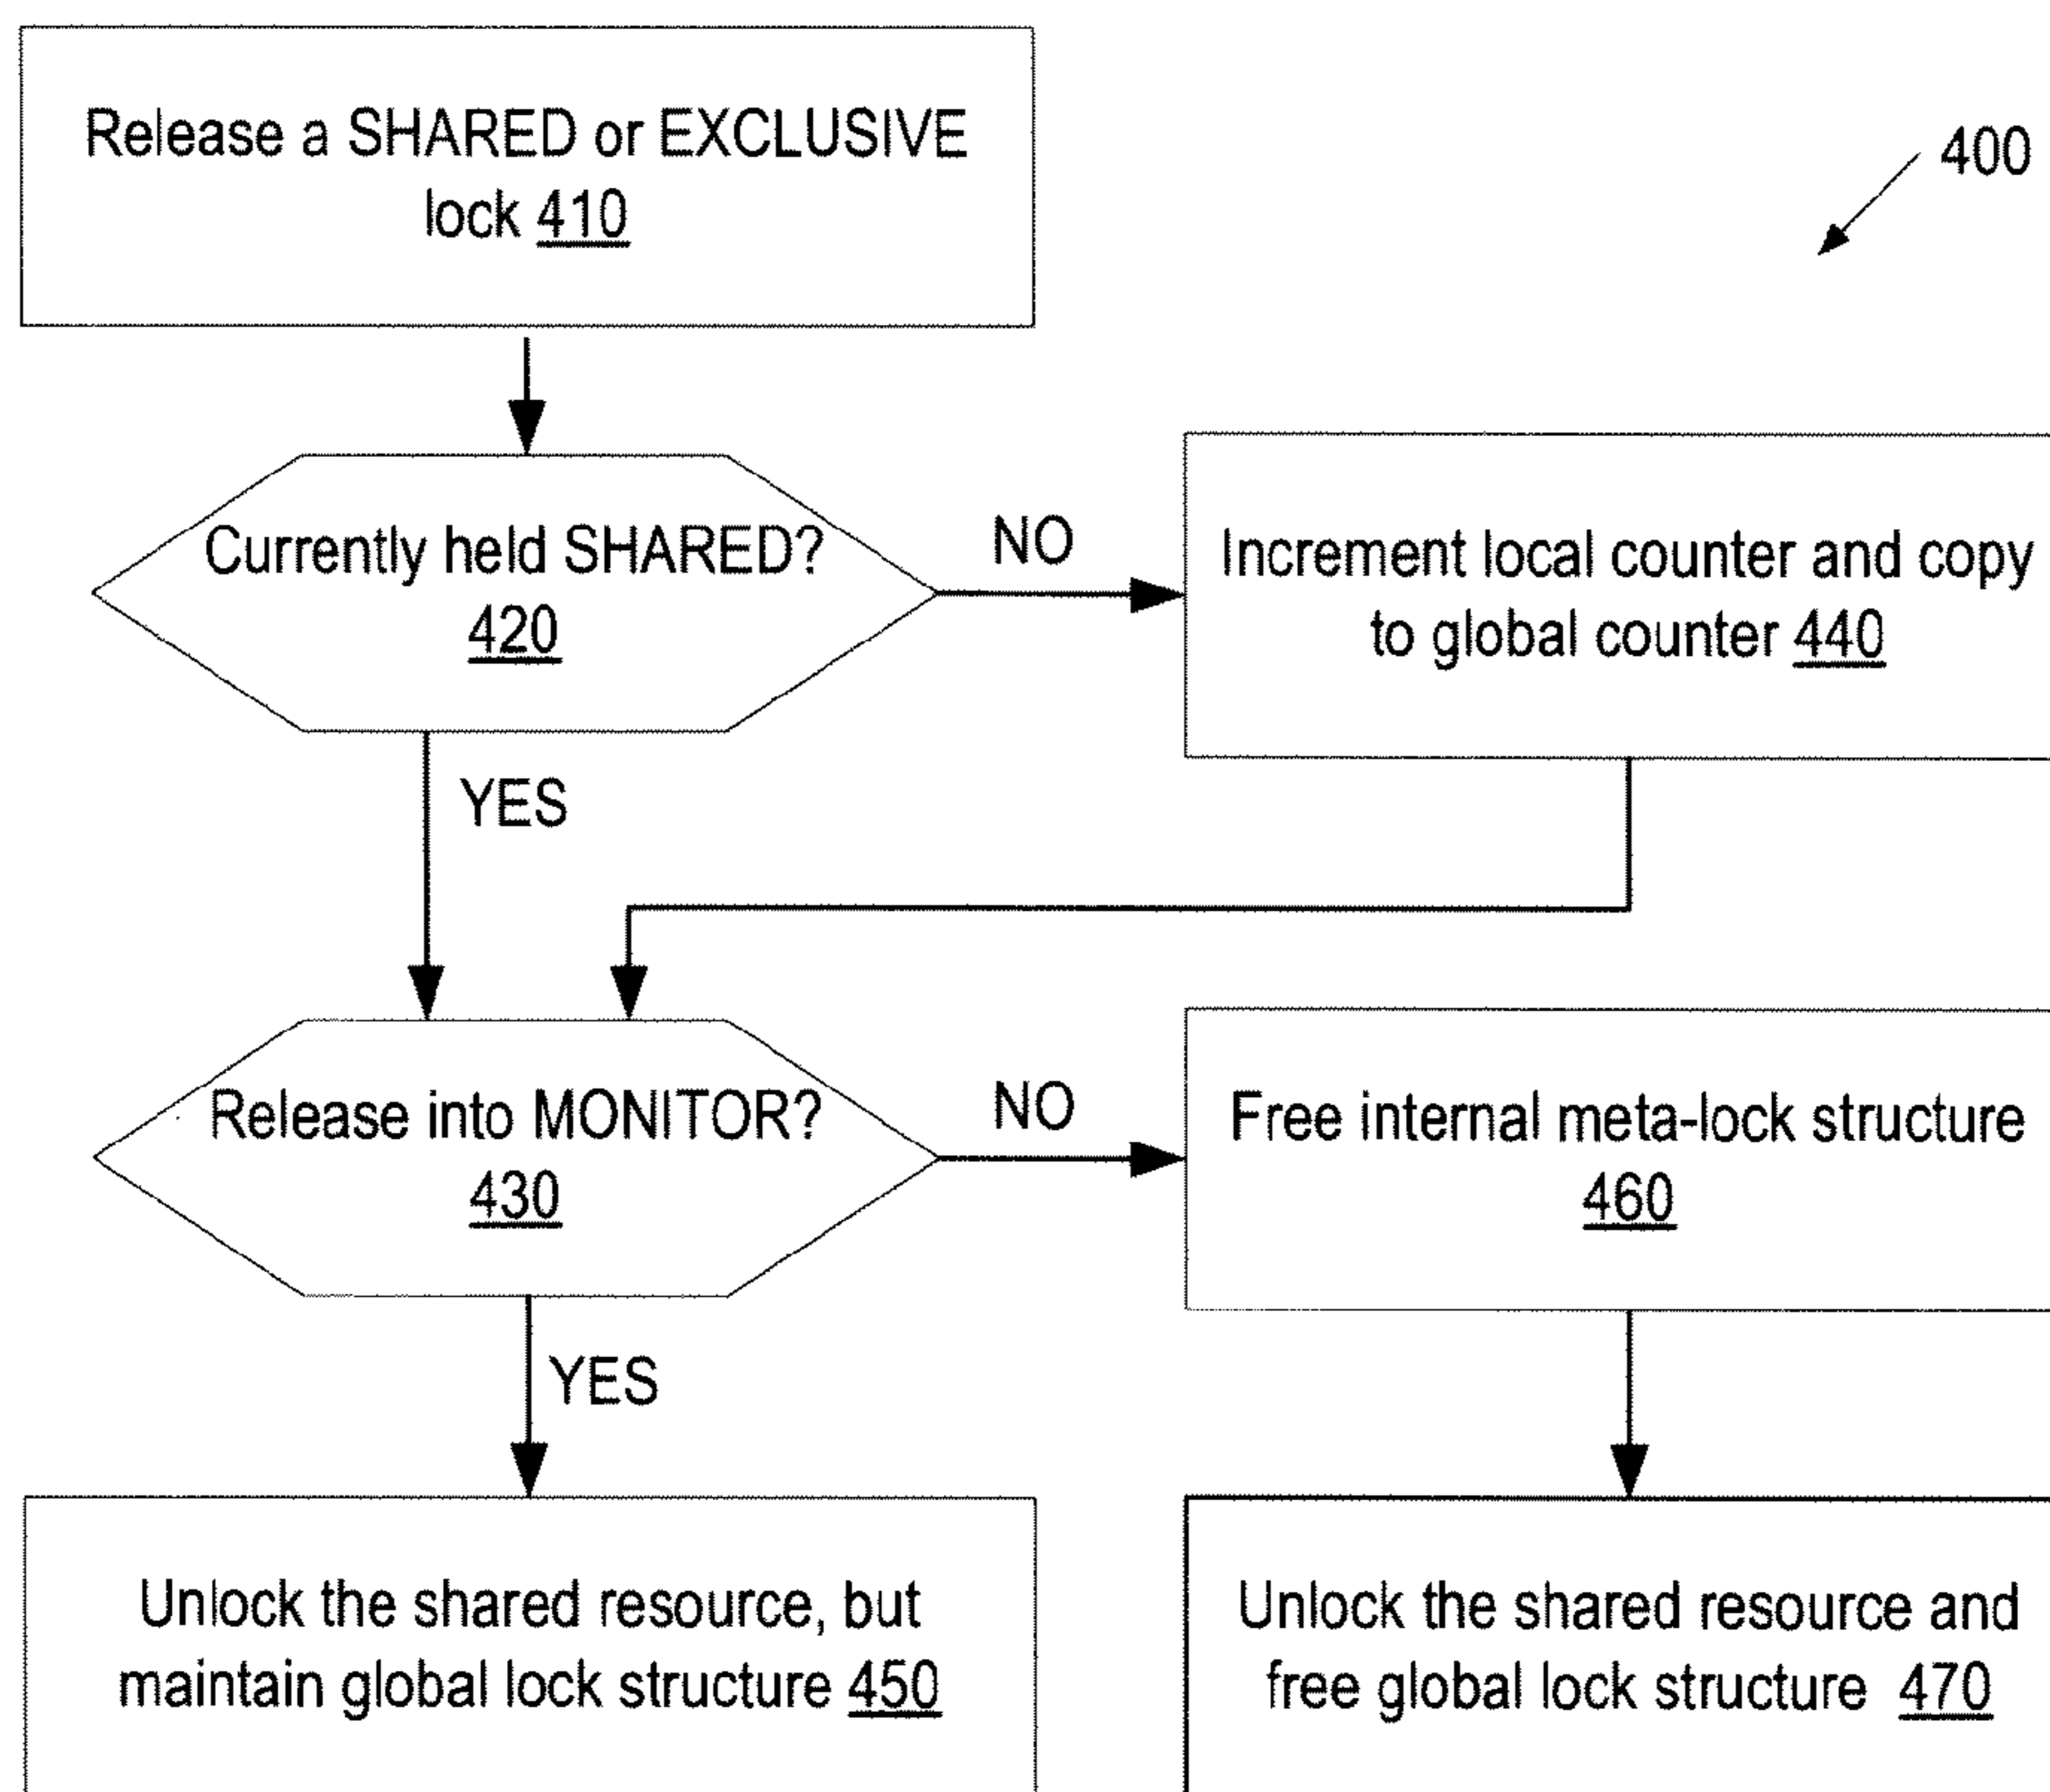 Release a SHARED or EXCLUSIVE
lock 410
400
Currently held SHARED?
420
NO
Increment local counter and copy
to global counter 440
YES
Release into MONITOR?
430
NO
Free internal meta-lock structure
460
YES
Unlock the shared resource, but
maintain global lock structure 450
Unlock the shared resource and
free global lock structure 470